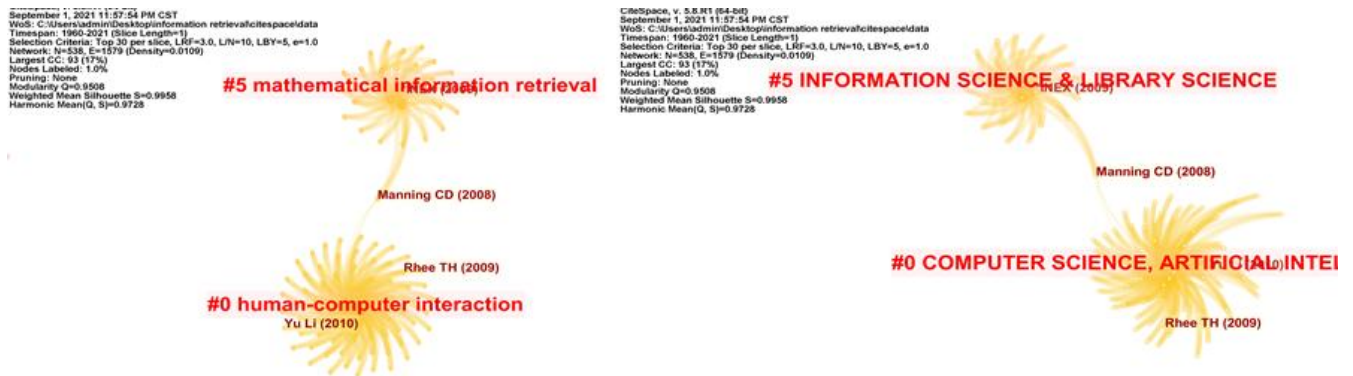 September 1, 2021 11:57:54 PM CST
WoS: C:\Users\admin\Desktop\information retrieval\citespace\data
Timespan: 1960-2021 (Slice Length=1)
Selection Criteria: Top 30 per slice, LRF=3.0, L/N=10, LBY=5, e=1.0
Network: N=538, E=1579 (Density=0.0109)
Largest CC: 93 (17%)
Nodes Labeled: 1.0%
Pruning: None
Modularity Q=0.9508
Weighted Mean Silhouette S=0.9958
Harmonic Mean(Q, S)=0.9728
#5 mathematical information retrieval
Manning CD (2008)
Rhee TH (2009)
#0 human-computer interaction
Yu Li (2010)
CiteSpace, v. 5.8.R1 (64-bit)
September 1, 2021 11:57:54 PM CST
WoS: C:\Users\admin\Desktop\information retrieval\citespace\data
Timespan: 1960-2021 (Slice Length=1)
Selection Criteria: Top 30 per slice, LRF=3.0, L/N=10, LBY=5, e=1.0
Network: N=538, E=1579 (Density=0.0109)
Largest CC: 93 (17%)
Nodes Labeled: 1.0%
Pruning: None
Modularity Q=0.9508
Weighted Mean Silhouette S=0.9958
Harmonic Mean(Q, S)=0.9728
#5 INFORMATION SCIENCE & LIBRARY SCIENCE
INEX (2005)
Manning CD (2008)
#0 COMPUTER SCIENCE, ARTIFICIAL INTEL
Rhee TH (2009)